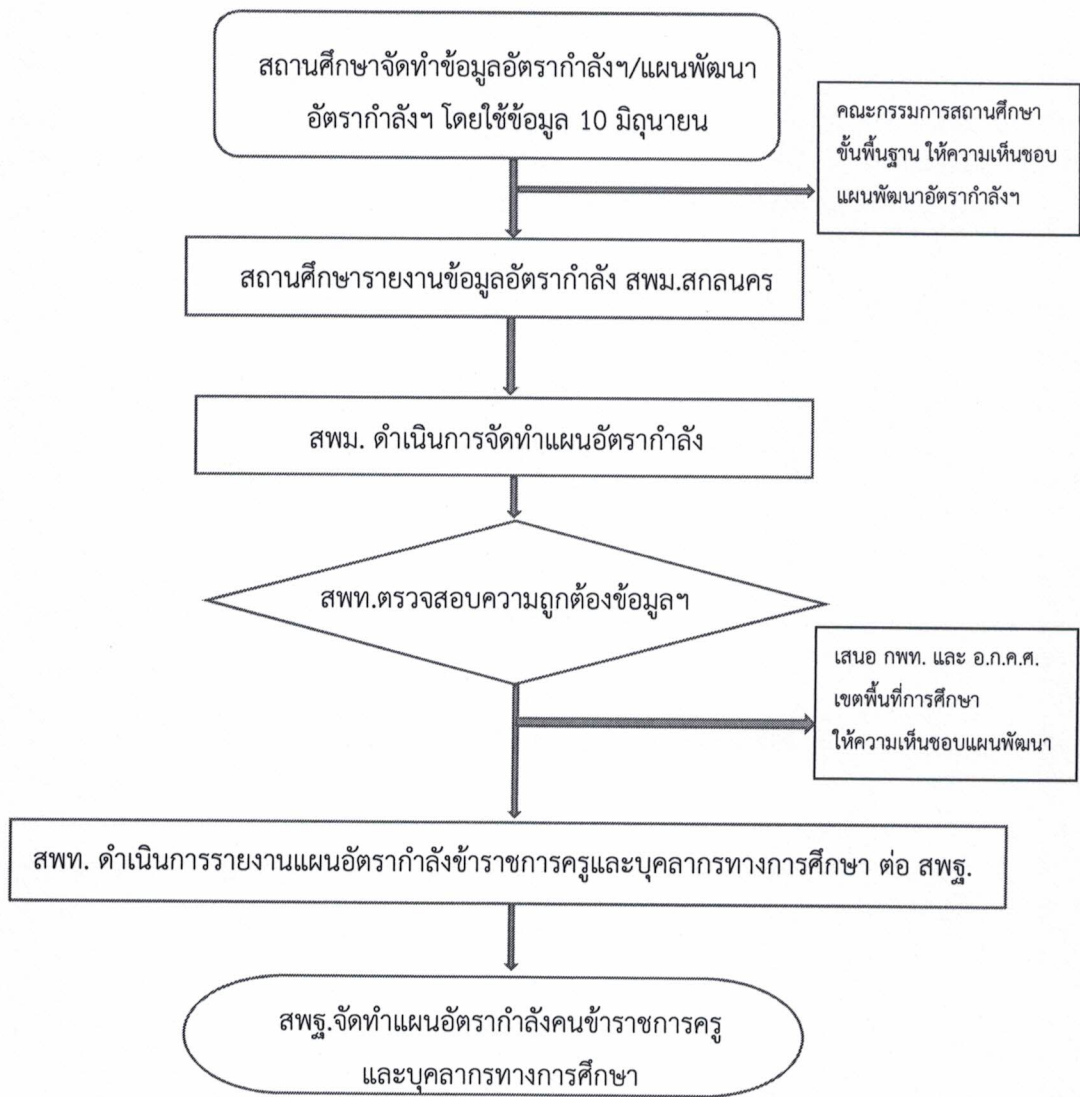 สถานศึกษาจัดทำข้อมูลอัตรากำลังฯ/แผนพัฒนา
อัตรากำลังฯ โดยใช้ข้อมูล 10 มิถุนายน
คณะกรรมการสถานศึกษา
ขั้นพื้นฐาน ให้ความเห็นชอบ
แผนพัฒนาอัตรากำลังฯ
สถานศึกษารายงานข้อมูลอัตรากำลัง สพม.สกลนคร
สพม. ดำเนินการจัดทำแผนอัตรากำลัง
สพท.ตรวจสอบความถูกต้องข้อมูลฯ
เสนอ กพท. และ อ.ก.ค.ศ.
เขตพื้นที่การศึกษา
ให้ความเห็นชอบแผนพัฒนา
สพท. ดำเนินการรายงานแผนอัตรากำลังข้าราชการครูและบุคลากรทางการศึกษา ต่อ สพฐ.
สพฐ.จัดทำแผนอัตรากำลังคนข้าราชการครู
และบุคลากรทางการศึกษา